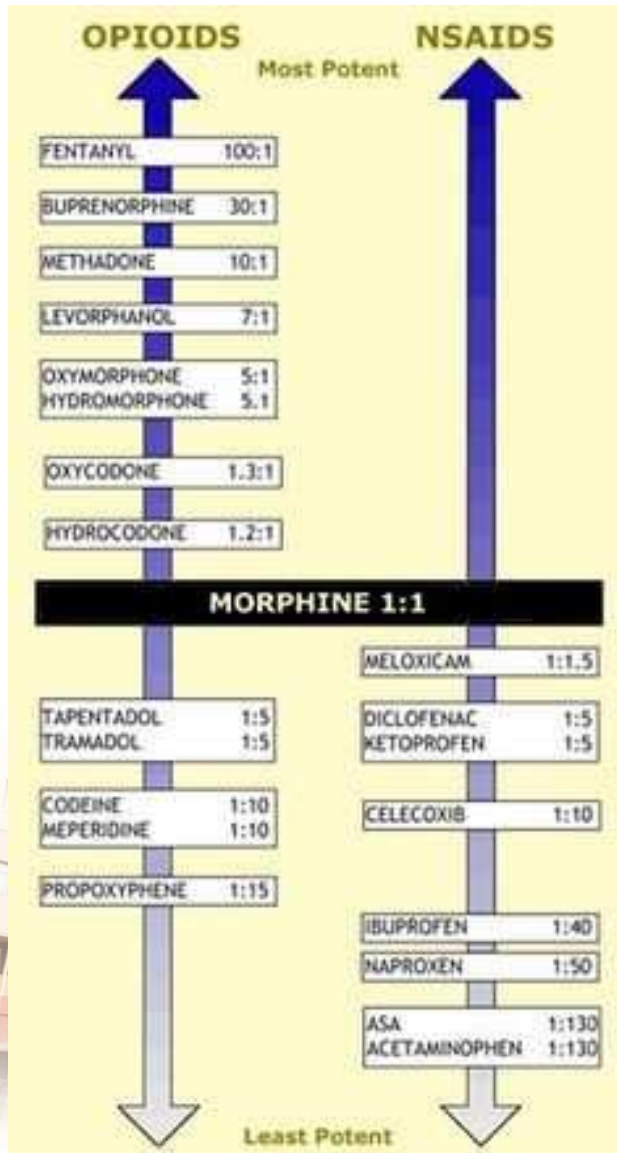 OPIOIDS
NSAIDS
Most Potent
FENTANYL 100:1
BUPRENORPHINE 30:1
METHADONE 10:1
LEVORPHANOL 7:1
OXYMORPHONE 5:1
HYDROMORPHONE 5.1
OXYCODONE 1.3:1
HYDROCODONE 1.2:1
MORPHINE 1:1
TAPENTADOL 1:5
TRAMADOL 1:5
CODEINE 1:10
MEPERIDINE 1:10
PROPOXYPHENE 1:15
MELOXICAM 1:1.5
DICLOFENAC 1:5
KETOPROFEN 1:5
CELECOXIB 1:10
IBUPROFEN 1:40
NAPROXEN 1:50
ASA 1:130
ACETAMINOPHEN 1:130
Least Potent